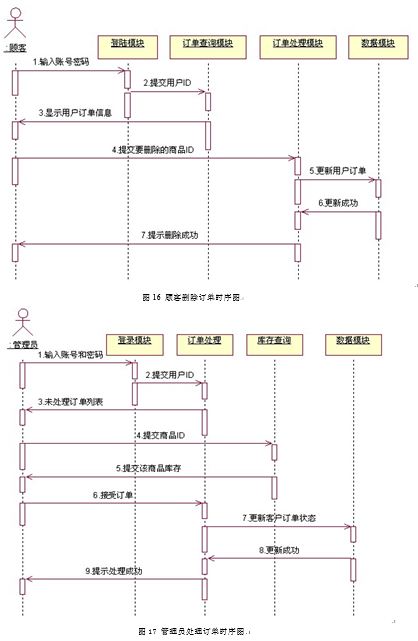 登陆模块 订单查询模块 订单处理模块 数据模块
: 顾客
1.输入账号密码
2.提交用户ID
3.显示用户订单信息
4.提交要删除的商品ID
5.更新用户订单
6.更新成功
7.提示删除成功
图 16 顾客删除订单时序图
登录模块 订单处理 库存查询 数据模块
: 管理员
1.输入账号和密码
2.提交用户ID
3.未处理订单列表
4.提交商品ID
5.提交该商品库存
6.接受订单
7.更新客户订单状态
8.更新成功
9.提示处理成功
图 17 管理员处理订单时序图